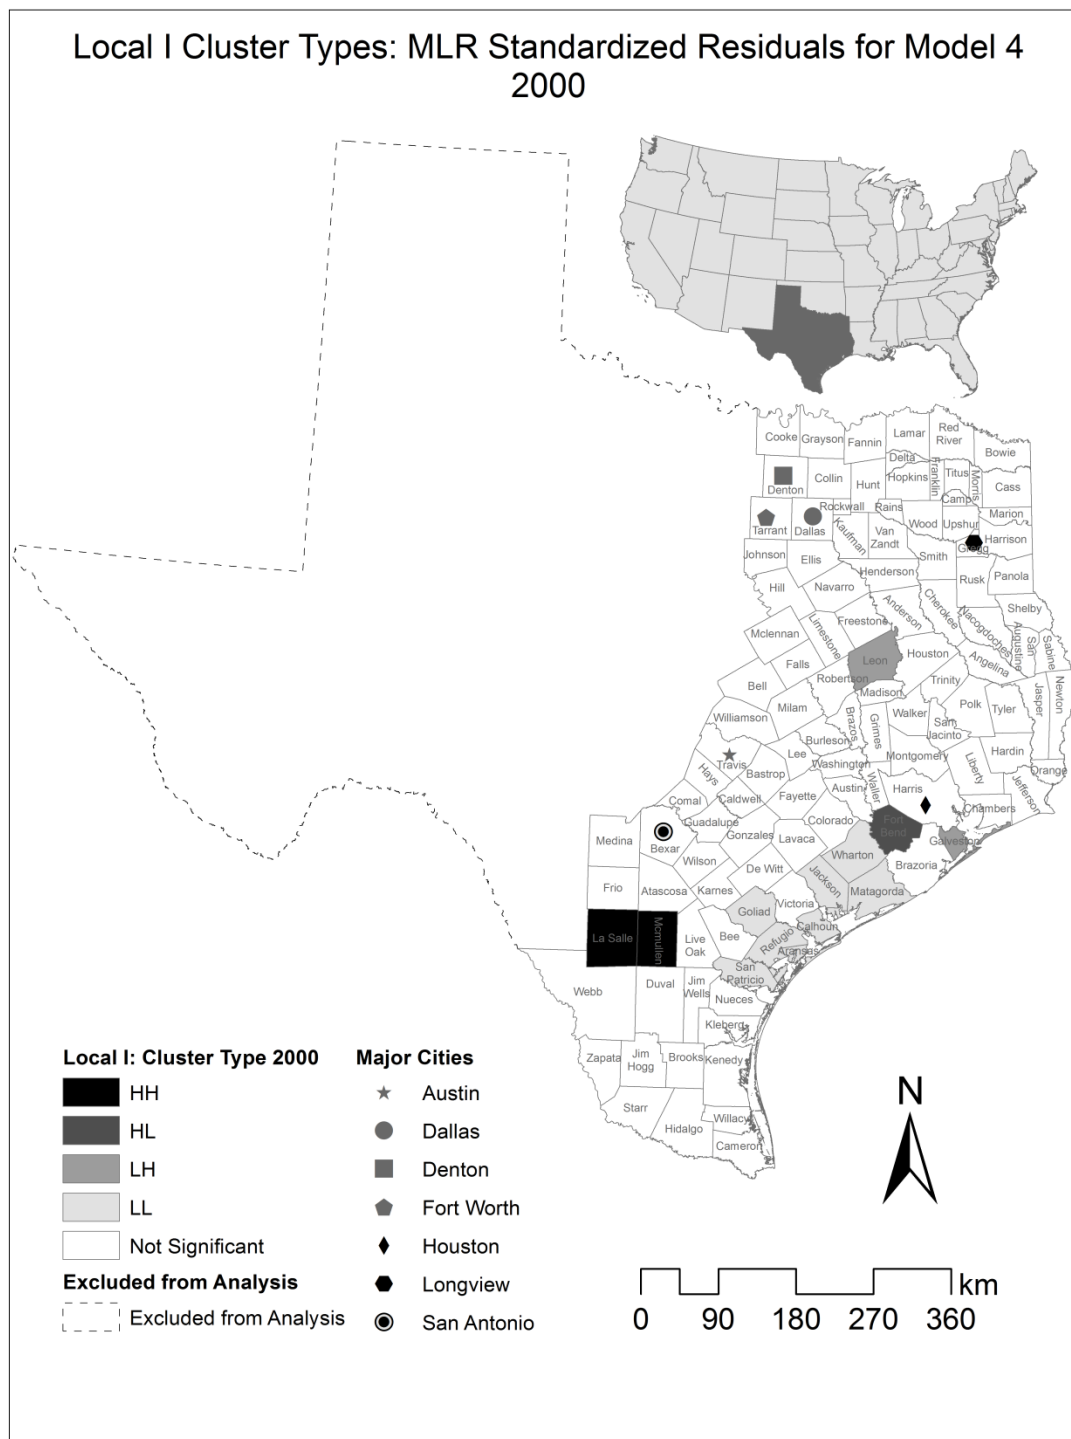 Local I Cluster Types: MLR Standardized Residuals for Model 4
2000
Cooke
Grayson
Fannin
Lamar
Red
River
Bowie
Delta
Denton
Collin
Hunt
Hopkins
Franklin
Titus
Morris
Cass
Camp
Rockwall
Rains
Marion
Tarrant
Dallas
Kaufman
Van
Zandt
Wood
Upshur
Harrison
Gregg
Johnson
Ellis
Henderson
Smith
Rusk
Panola
Hill
Navarro
Anderson
Cherokee
Nacogdoches
Shelby
Mclennan
Limestone
Freestone
San
Augustine
Sabine
Falls
Leon
Houston
Angelina
Bell
Robertson
Madison
Trinity
Newton
Jasper
Milam
Polk
Tyler
Williamson
Brazos
Grimes
Walker
San
Jacinto
Burleson
Hardin
Travis
Lee
Washington
Montgomery
Liberty
Orange
Hays
Bastrop
Waller
Jefferson
Comal
Caldwell
Fayette
Austin
Harris
Chambers
Guadalupe
Colorado
Fort
Bend
Medina
Bexar
Gonzales
Lavaca
Galveston
Wilson
Wharton
Brazoria
Frio
Atascosa
Karnes
De Witt
Jackson
Matagorda
Goliad
Victoria
La Salle
Mcmullen
Live
Oak
Bee
Refugio
Calhoun
Aransas
San
Patricio
Webb
Duval
Jim
Wells
Nueces
Kleberg
Zapata
Jim
Hogg
Brooks
Kenedy
Starr
Hidalgo
Willacy
Cameron
Local I: Cluster Type 2000
HH
HL
LH
LL
Not Significant
Excluded from Analysis
Excluded from Analysis
Major Cities
Austin
Dallas
Denton
Fort Worth
Houston
Longview
San Antonio
N
km
0 90 180 270 360